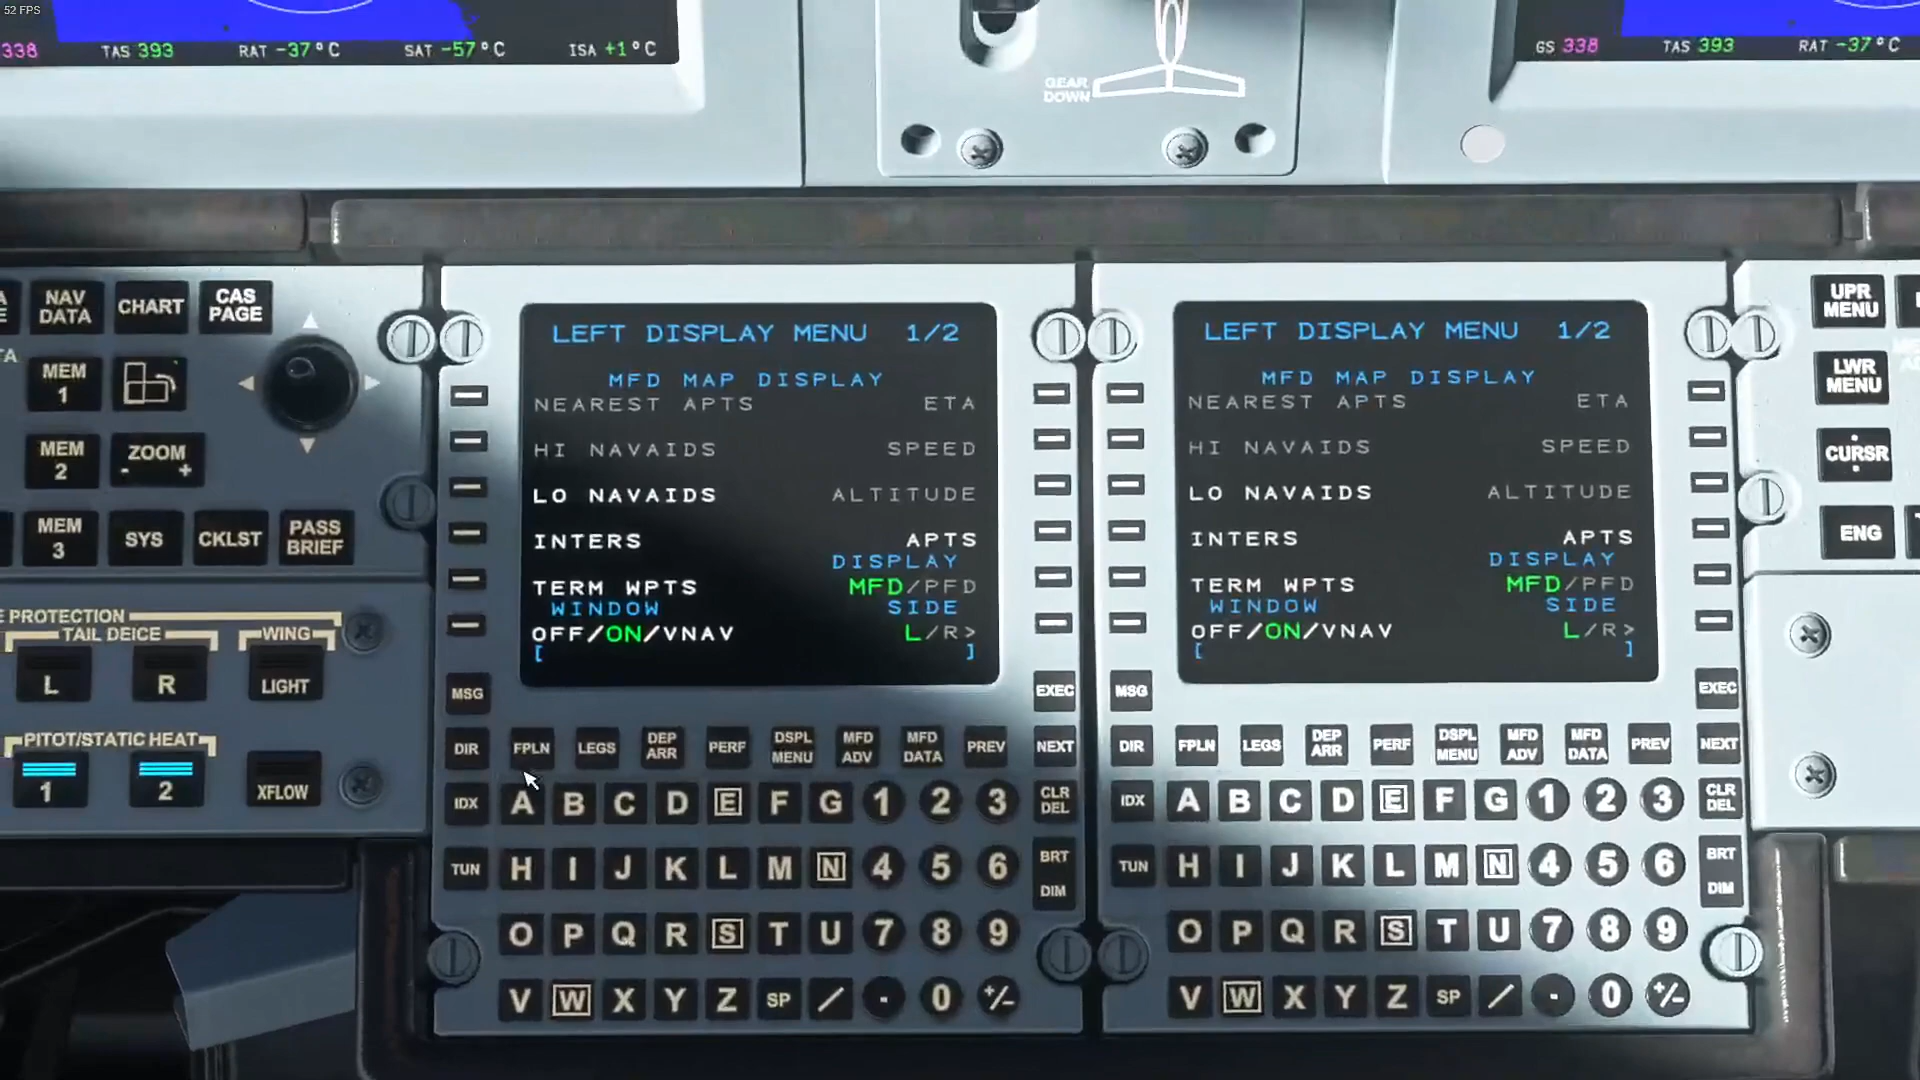 52 FPS
338 TAS 393 RAT -37°C SAT -57°C ISA +1°C
GEAR
DOWN
GS 338 TAS 393 RAT -37°C
NAV
DATA
CHART
CAS
PAGE
MEM
1
MEM
2
ZOOM
- +
MEM
3
SYS
CKLST
PASS
BRIEF
PROTECTION
TAIL DEICE
WING
L
R
LIGHT
PITOT/STATIC HEAT
1
2
XFLOW
LEFT DISPLAY MENU 1/2
MFD MAP DISPLAY
NEAREST APTS ETA
HI NAVAIDS SPEED
LO NAVAIDS ALTITUDE
INTERS APTS
DISPLAY
TERM WPTS MFD/PFD
WINDOW SIDE
OFF/ON/VNAV L/R>
[ ]
MSG
EXEC
DIR FPLN LEGS DEP ARR PERF DSPL MENU MFD ADV MFD DATA PREV NEXT
IDX A B C D E F G 1 2 3 CLR DEL
TUN H I J K L M N 4 5 6 BRT DIM
O P Q R S T U 7 8 9
V W X Y Z SP / . 0 +/-
LEFT DISPLAY MENU 1/2
MFD MAP DISPLAY
NEAREST APTS ETA
HI NAVAIDS SPEED
LO NAVAIDS ALTITUDE
INTERS APTS
DISPLAY
TERM WPTS MFD/PFD
WINDOW SIDE
OFF/ON/VNAV L/R>
[ ]
MSG
EXEC
DIR FPLN LEGS DEP ARR PERF DSPL MENU MFD ADV MFD DATA PREV NEXT
IDX A B C D E F G 1 2 3 CLR DEL
TUN H I J K L M N 4 5 6 BRT DIM
O P Q R S T U 7 8 9
V W X Y Z SP / . 0 +/-
UPR
MENU
LWR
MENU
CURSR
ENG